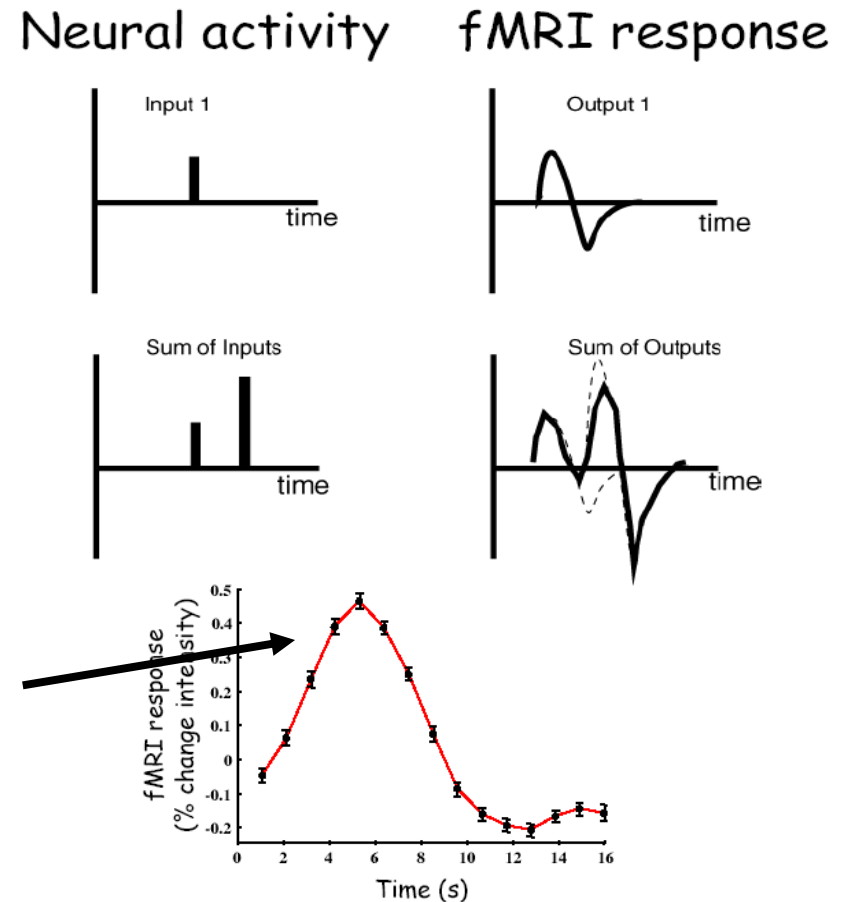 Neural activity
fMRI response
Input 1
Output 1
time
time
Sum of Inputs
Sum of Outputs
time
time
fMRI response
(% change intensity)
0.5
0.4
0.3
0.2
0.1
0
-0.1
-0.2
0 2 4 6 8 10 12 14 16
Time (s)